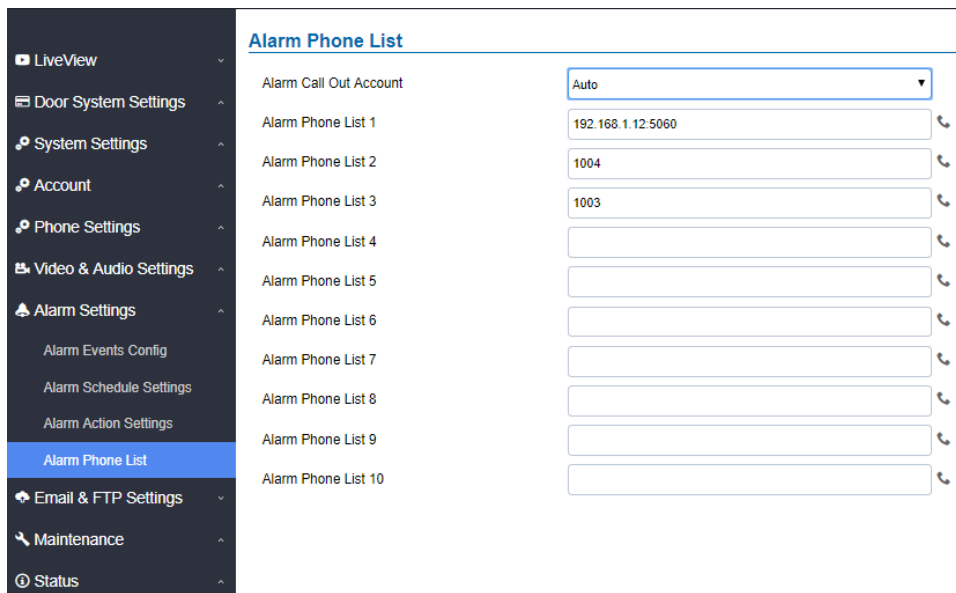 LiveView
Door System Settings
System Settings
Account
Phone Settings
Video & Audio Settings
Alarm Settings
Alarm Events Config
Alarm Schedule Settings
Alarm Action Settings
Alarm Phone List
Email & FTP Settings
Maintenance
Status
Alarm Phone List
Alarm Call Out Account Auto
Alarm Phone List 1 192.168.1.12:5060
Alarm Phone List 2 1004
Alarm Phone List 3 1003
Alarm Phone List 4
Alarm Phone List 5
Alarm Phone List 6
Alarm Phone List 7
Alarm Phone List 8
Alarm Phone List 9
Alarm Phone List 10